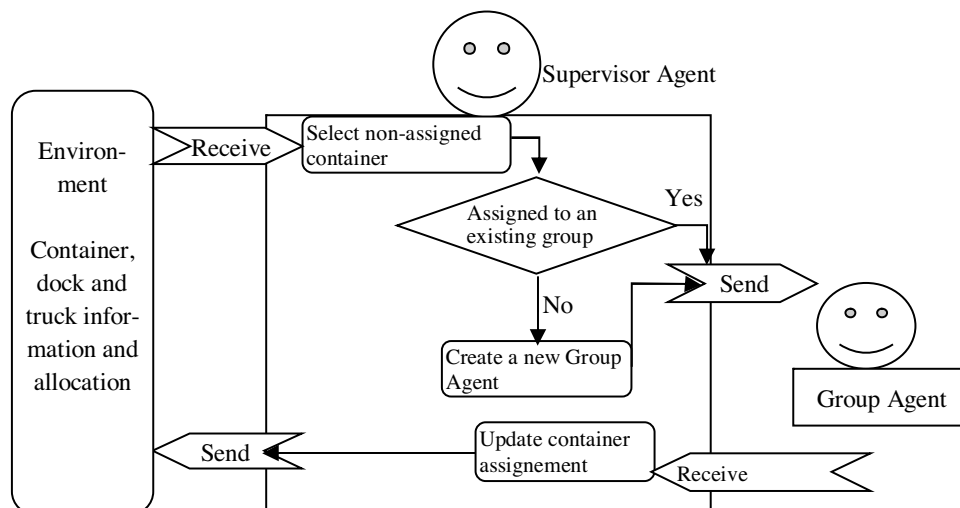 Supervisor Agent
Environ-
ment
Container,
dock and
truck infor-
mation and
allocation
Receive
Select non-assigned
container
Assigned to an
existing group
Yes
No
Send
Create a new Group
Agent
Group Agent
Send
Update container
assignement
Receive